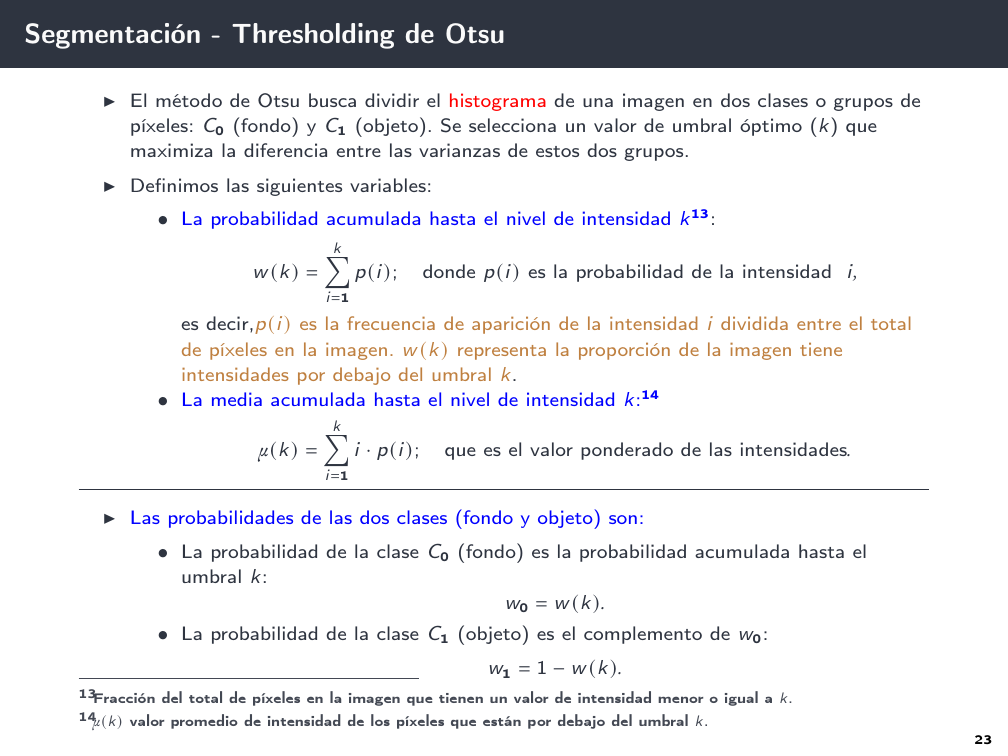 Segmentación - Thresholding de Otsu
▶ El método de Otsu busca dividir el histograma de una imagen en dos clases o grupos de
píxeles: C₀ (fondo) y C₁ (objeto). Se selecciona un valor de umbral óptimo (k) que
maximiza la diferencia entre las varianzas de estos dos grupos.
▶ Definimos las siguientes variables:
• La probabilidad acumulada hasta el nivel de intensidad k¹³:
w(k) = ∑_{i=1}^{k} p(i); donde p(i) es la probabilidad de la intensidad i,
es decir,p(i) es la frecuencia de aparición de la intensidad i dividida entre el total
de píxeles en la imagen. w(k) representa la proporción de la imagen tiene
intensidades por debajo del umbral k.
• La media acumulada hasta el nivel de intensidad k:¹⁴
μ(k) = ∑_{i=1}^{k} i · p(i); que es el valor ponderado de las intensidades.
▶ Las probabilidades de las dos clases (fondo y objeto) son:
• La probabilidad de la clase C₀ (fondo) es la probabilidad acumulada hasta el
umbral k:
w₀ = w(k).
• La probabilidad de la clase C₁ (objeto) es el complemento de w₀:
w₁ = 1 − w(k).
¹³Fracción del total de píxeles en la imagen que tienen un valor de intensidad menor o igual a k.
¹⁴μ(k) valor promedio de intensidad de los píxeles que están por debajo del umbral k.
23